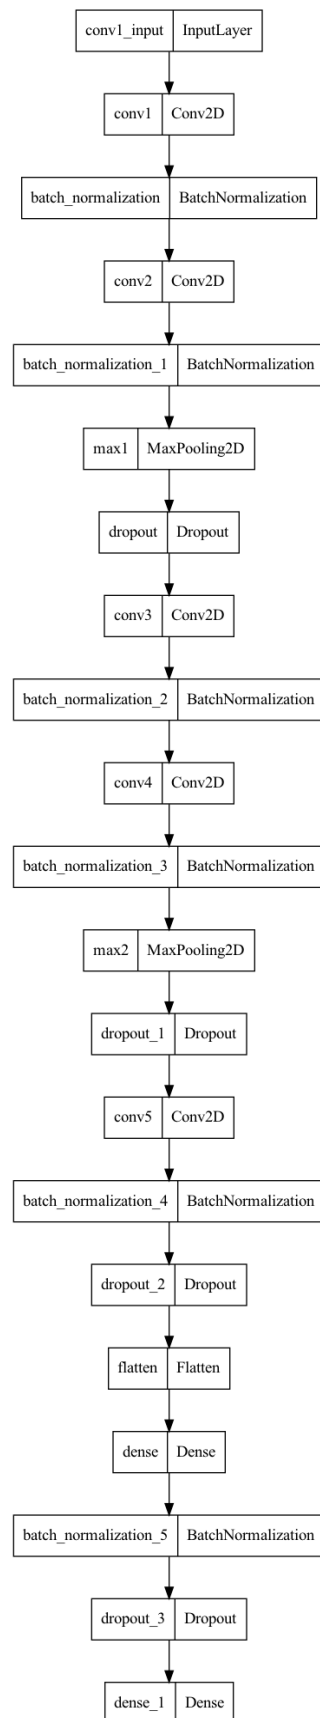 conv1_input InputLayer
conv1 Conv2D
batch_normalization BatchNormalization
conv2 Conv2D
batch_normalization_1 BatchNormalization
max1 MaxPooling2D
dropout Dropout
conv3 Conv2D
batch_normalization_2 BatchNormalization
conv4 Conv2D
batch_normalization_3 BatchNormalization
max2 MaxPooling2D
dropout_1 Dropout
conv5 Conv2D
batch_normalization_4 BatchNormalization
dropout_2 Dropout
flatten Flatten
dense Dense
batch_normalization_5 BatchNormalization
dropout_3 Dropout
dense_1 Dense